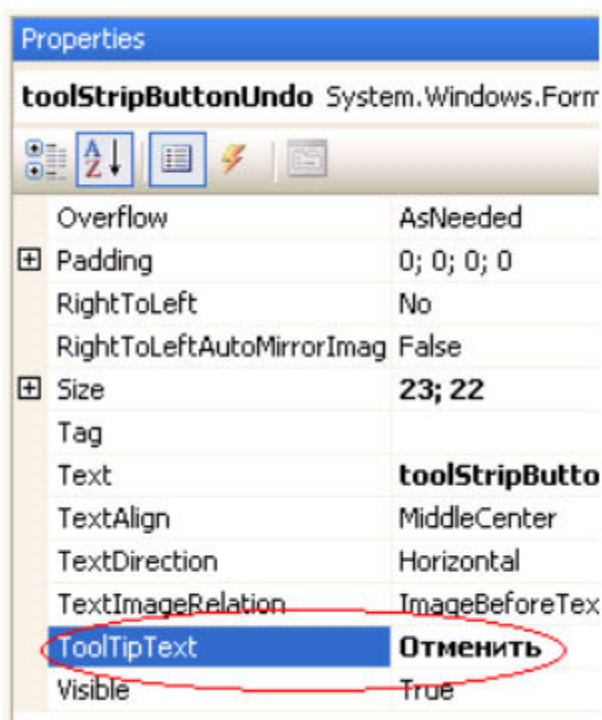 Properties
toolStripButtonUndo System.Windows.Form
Overflow AsNeeded
Padding 0; 0; 0; 0
RightToLeft No
RightToLeftAutoMirrorImag False
Size 23; 22
Tag
Text toolStripButto
TextAlign MiddleCenter
TextDirection Horizontal
TextImageRelation ImageBeforeTex
ToolTipText Отменить
Visible True